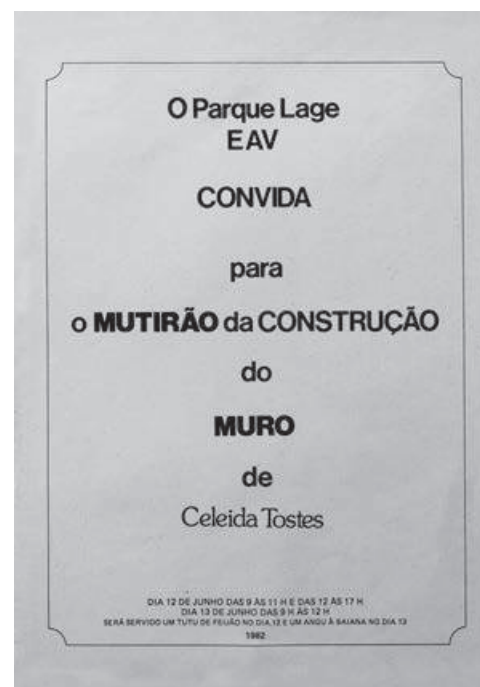 O Parque Lage
EAV
CONVIDA
para
o MUTIRÃO da CONSTRUÇÃO
do
MURO
de
Celeida Tostes
DIA 12 DE JUNHO DAS 9 ÀS 11 H E DAS 12 ÀS 17 H
DIA 13 DE JUNHO DAS 9 H ÀS 12 H
SERÁ SERVIDO UM TUTU DE FEIJÃO NO DIA 12 E UM ANGU À BAIANA NO DIA 13
1982